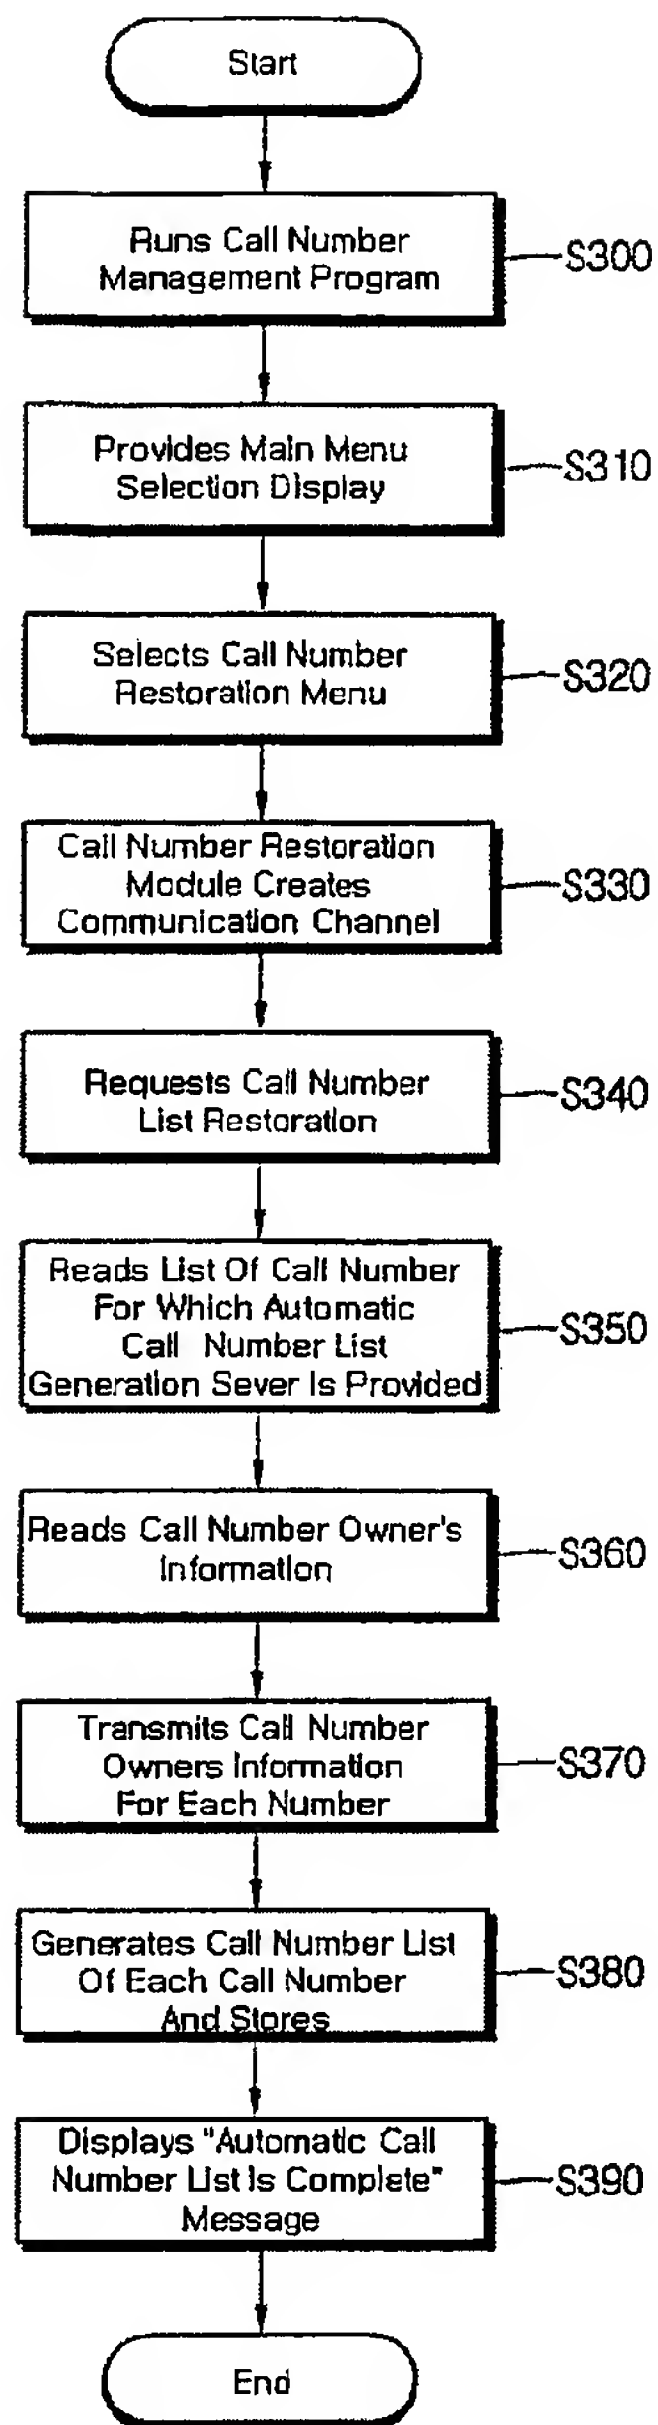 Start
Runs Call Number
Management Program
S300
Provides Main Menu
Selection Display
S310
Selects Call Number
Restoration Menu
S320
Call Number Restoration
Module Creates
Communication Channel
S330
Requests Call Number
List Restoration
S340
Reads List Of Call Number
For Which Automatic
Call Number List
Generation Sever Is Provided
S350
Reads Call Number Owner's
Information
S360
Transmits Call Number
Owners Information
For Each Number
S370
Generates Call Number List
Of Each Call Number
And Stores
S380
Displays "Automatic Call
Number List Is Complete"
Message
S390
End